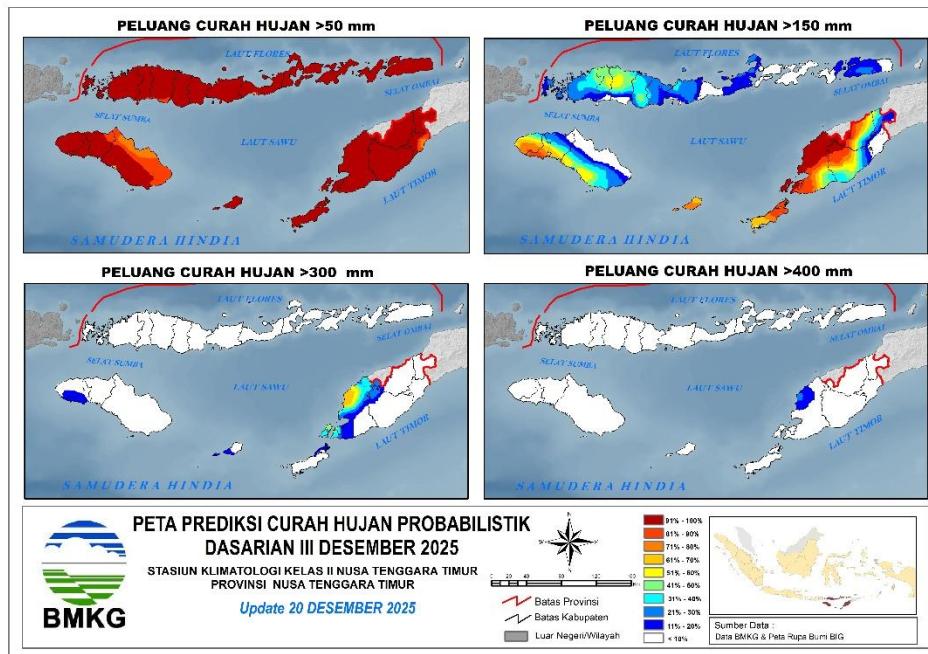 PELUANG CURAH HUJAN >50 mm
LAUT FLORES
SELAT OMBAI
SELAT SUMBA
LAUT SAWU
LAUT TIMOR
SAMUDERA HINDIA
PELUANG CURAH HUJAN >150 mm
LAUT FLORES
SELAT OMBAI
SELAT SUMBA
LAUT SAWU
LAUT TIMOR
SAMUDERA HINDIA
PELUANG CURAH HUJAN >300 mm
LAUT FLORES
SELAT OMBAI
SELAT SUMBA
LAUT SAWU
LAUT TIMOR
SAMUDERA HINDIA
PELUANG CURAH HUJAN >400 mm
LAUT FLORES
SELAT OMBAI
SELAT SUMBA
LAUT SAWU
LAUT TIMOR
SAMUDERA HINDIA
BMKG
PETA PREDIKSI CURAH HUJAN PROBABILISTIK
DASARIAN III DESEMBER 2025
STASIUN KLIMATOLOGI KELAS II NUSA TENGGARA TIMUR
PROVINSI NUSA TENGGARA TIMUR
Update 20 DESEMBER 2025
Batas Provinsi
Batas Kabupaten
Luar Negeri/Wilayah
91% - 100%
81% - 90%
71% - 80%
61% - 70%
51% - 60%
41% - 50%
31% - 40%
21% - 30%
11% - 20%
< 10%
Sumber Data :
Data BMKG & Peta Rupa Bumi BIG